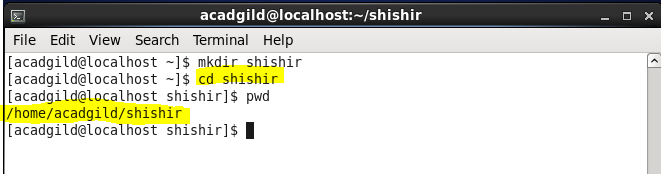 acadgild@localhost:~/shishir
File Edit View Search Terminal Help
[acadgild@localhost ~]$ mkdir shishir
[acadgild@localhost ~]$ cd shishir
[acadgild@localhost shishir]$ pwd
/home/acadgild/shishir
[acadgild@localhost shishir]$